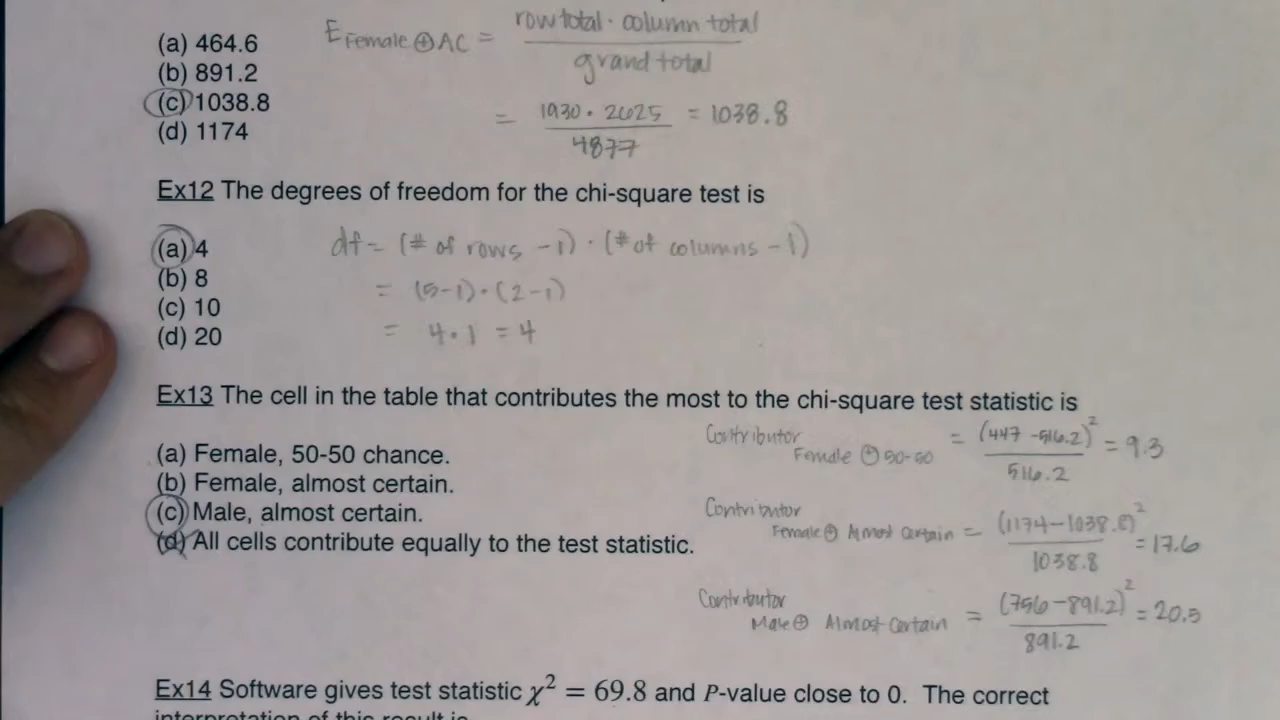 (a) 464.6
(b) 891.2
(c) 1038.8
(d) 1174
E Female ⊕ AC = row total · column total / grand total
= 1930 · 2625 / 4877 = 1038.8
Ex12 The degrees of freedom for the chi-square test is
(a) 4
(b) 8
(c) 10
(d) 20
df = (# of rows -1) · (# of columns -1)
= (5-1) · (2-1)
= 4 · 1 = 4
Ex13 The cell in the table that contributes the most to the chi-square test statistic is
(a) Female, 50-50 chance.
(b) Female, almost certain.
(c) Male, almost certain.
(d) All cells contribute equally to the test statistic.
Contributor Female ⊕ 50-50 = (447 -516.2)² / 516.2 = 9.3
Contributor Female ⊕ Almost Certain = (1174-1038.8)² / 1038.8 = 17.6
Contributor Male ⊕ Almost Certain = (756-891.2)² / 891.2 = 20.5
Ex14 Software gives test statistic χ² = 69.8 and P-value close to 0. The correct
interpretation of this result is